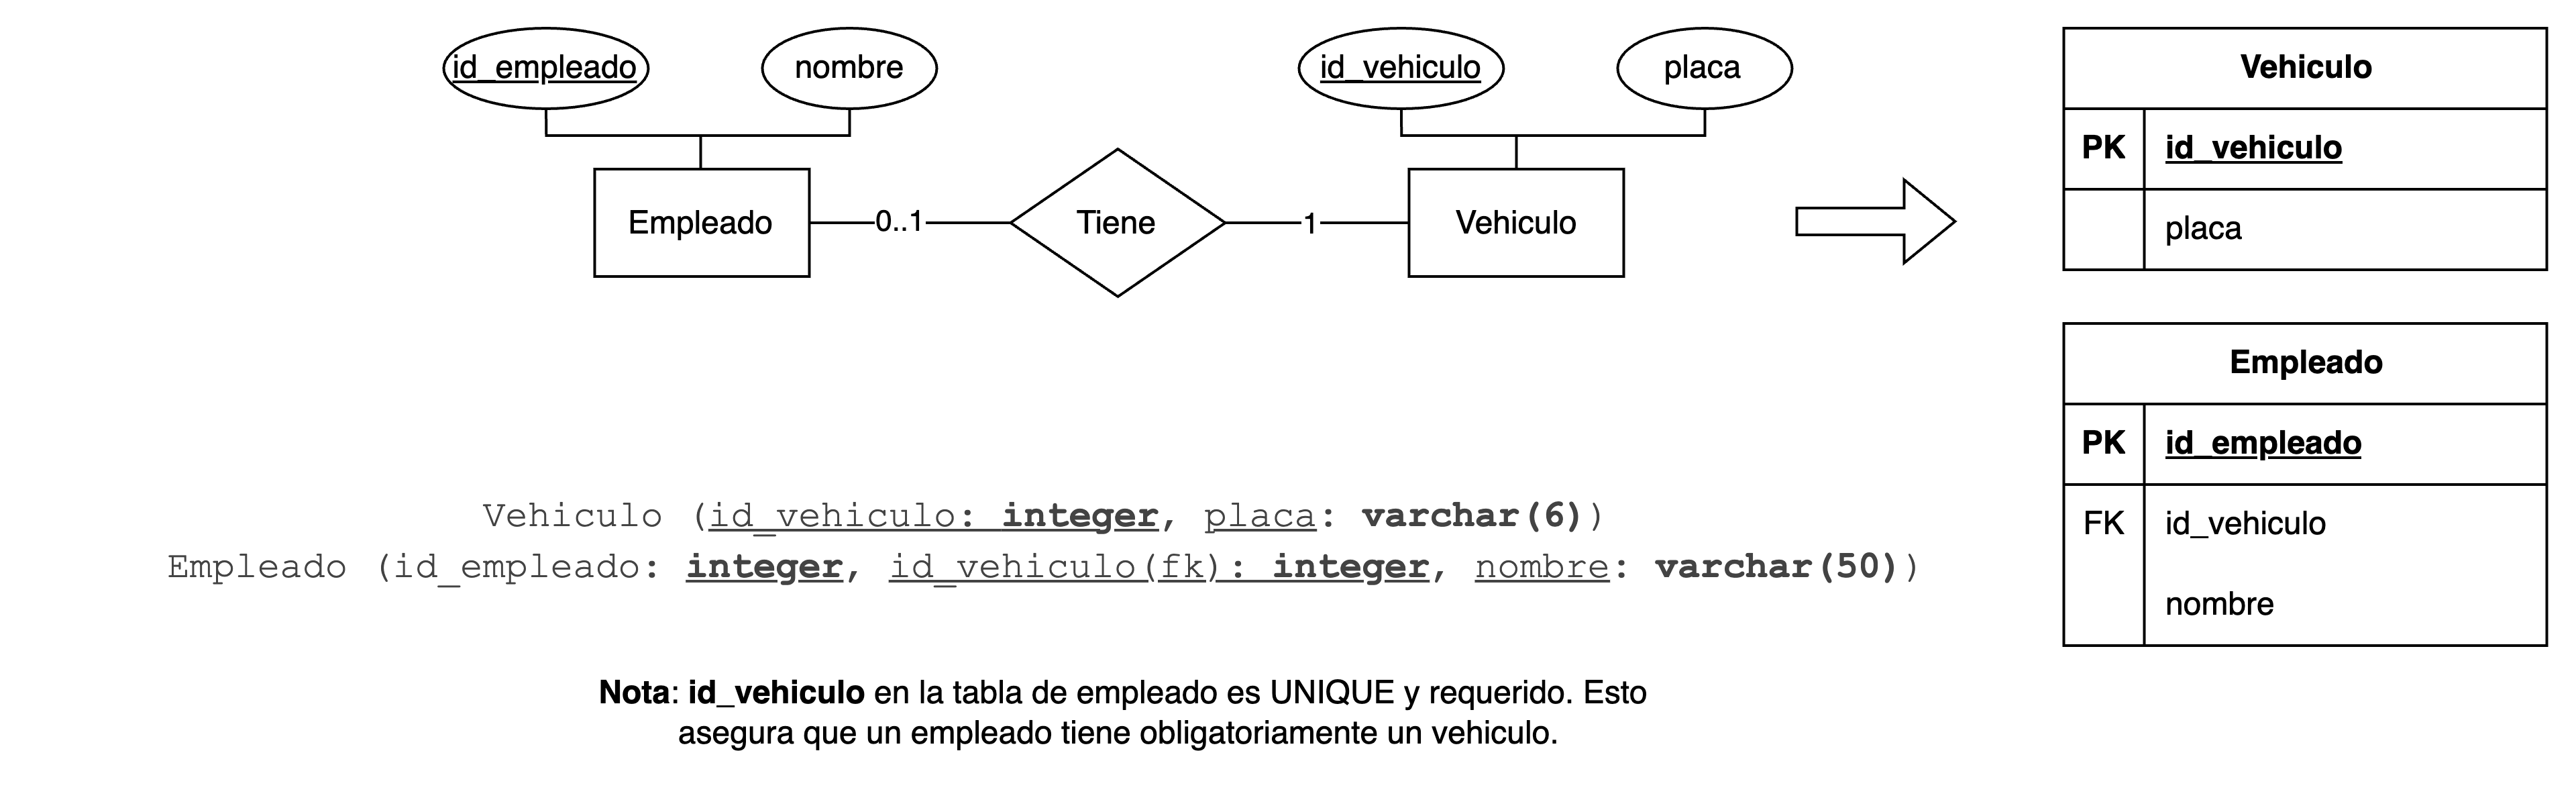 id_empleado
nombre
id_vehiculo
placa
Empleado
0..1
Tiene
1
Vehiculo
Vehiculo
PK
id_vehiculo
placa
Empleado
PK
id_empleado
FK
id_vehiculo
nombre
Vehiculo (id_vehiculo: integer, placa: varchar(6))
Empleado (id_empleado: integer, id_vehiculo(fk): integer, nombre: varchar(50))
Nota: id_vehiculo en la tabla de empleado es UNIQUE y requerido. Esto
asegura que un empleado tiene obligatoriamente un vehiculo.